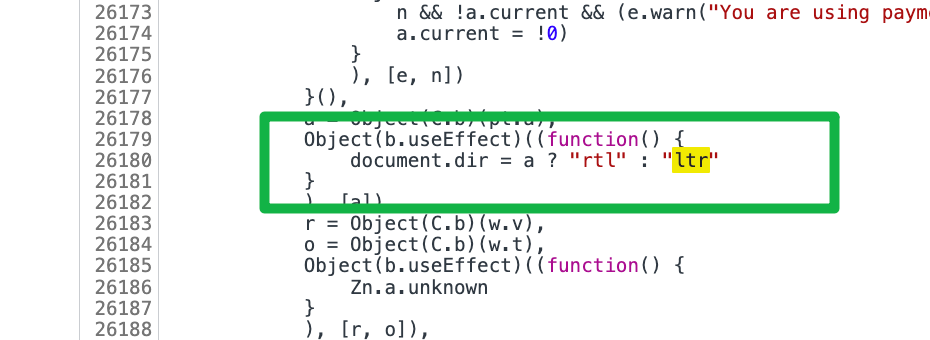 26173 n && !a.current && (e.warn("You are using payme
26174 a.current = !0)
26175 }
26176 ), [e, n])
26177 }(),
26178 a = Object(C.b)(pt.d),
26179 Object(b.useEffect)((function() {
26180 document.dir = a ? "rtl" : "ltr"
26181 }
26182 ), [a])
26183 r = Object(C.b)(w.v),
26184 o = Object(C.b)(w.t),
26185 Object(b.useEffect)((function() {
26186 Zn.a.unknown
26187 }
26188 ), [r, o]),